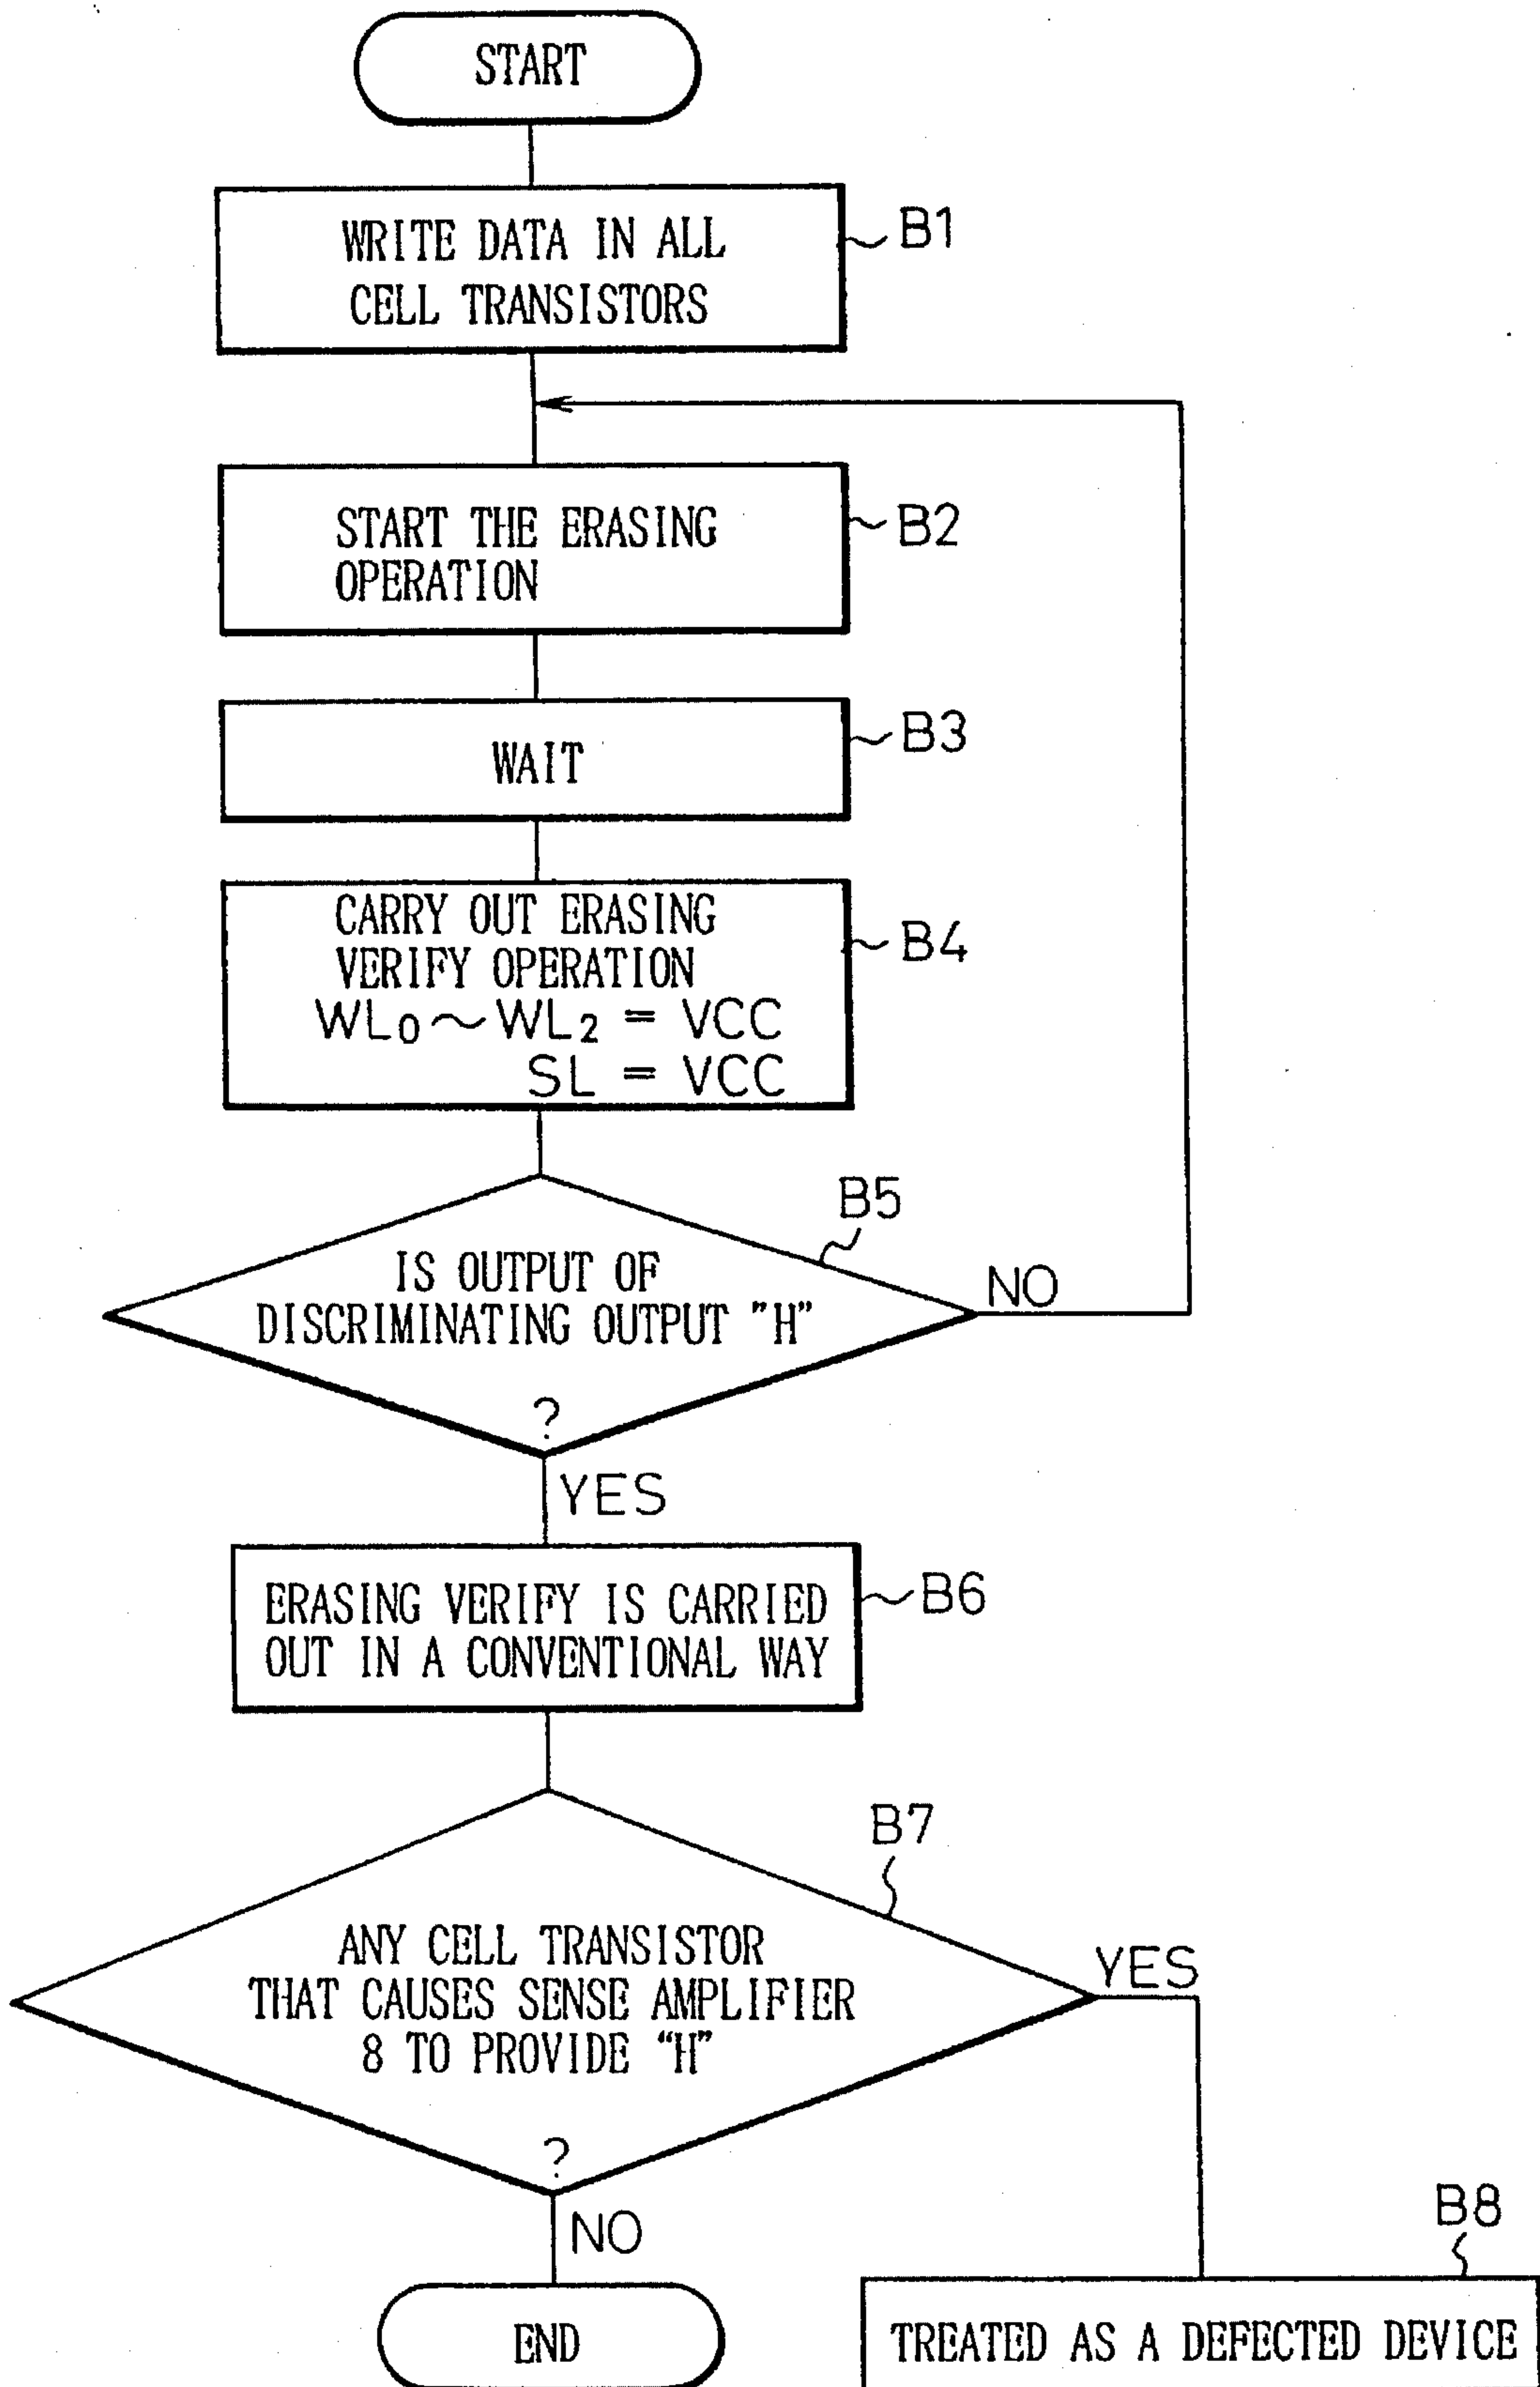 START
WRITE DATA IN ALL
CELL TRANSISTORS
B1
START THE ERASING
OPERATION
B2
WAIT
B3
CARRY OUT ERASING
VERIFY OPERATION
WL0～WL2 = VCC
SL = VCC
B4
B5
IS OUTPUT OF
DISCRIMINATING OUTPUT "H"
?
NO
YES
ERASING VERIFY IS CARRIED
OUT IN A CONVENTIONAL WAY
B6
B7
ANY CELL TRANSISTOR
THAT CAUSES SENSE AMPLIFIER
8 TO PROVIDE "H"
?
YES
NO
B8
END
TREATED AS A DEFECTED DEVICE